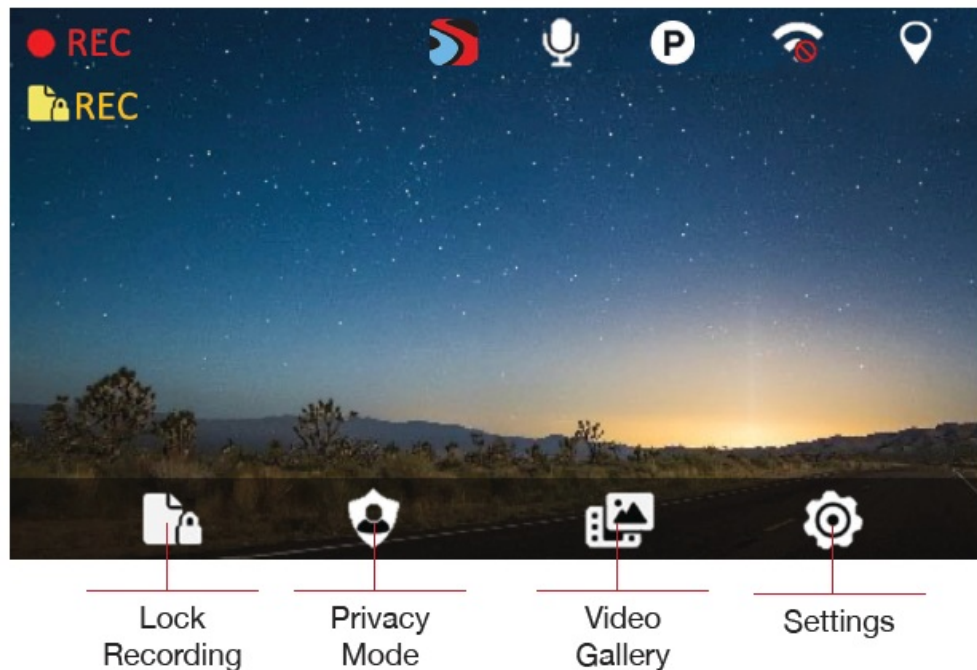 REC
P
REC
Lock
Recording
Privacy
Mode
Video
Gallery
Settings